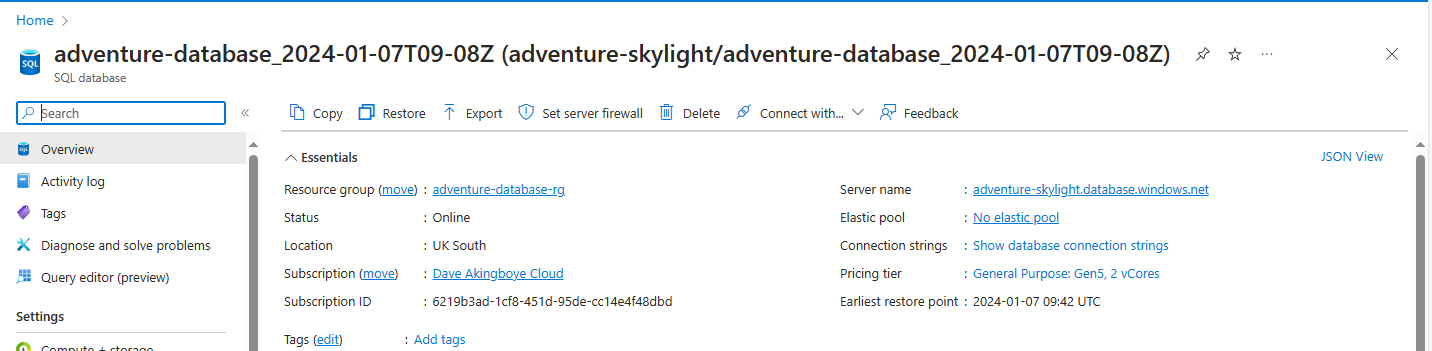 Home >
adventure-database_2024-01-07T09-08Z (adventure-skylight/adventure-database_2024-01-07T09-08Z)
SQL
SQL database
Search
Copy Restore Export Set server firewall Delete Connect with... Feedback
Overview
Activity log
Tags
Diagnose and solve problems
Query editor (preview)
Settings
Compute + storage
Essentials
JSON View
Resource group (move) : adventure-database-rg
Status : Online
Location : UK South
Subscription (move) : Dave Akingboye Cloud
Subscription ID : 6219b3ad-1cf8-451d-95de-cc14e4f48dbd
Server name : adventure-skylight.database.windows.net
Elastic pool : No elastic pool
Connection strings : Show database connection strings
Pricing tier : General Purpose: Gen5, 2 vCores
Earliest restore point : 2024-01-07 09:42 UTC
Tags (edit) : Add tags